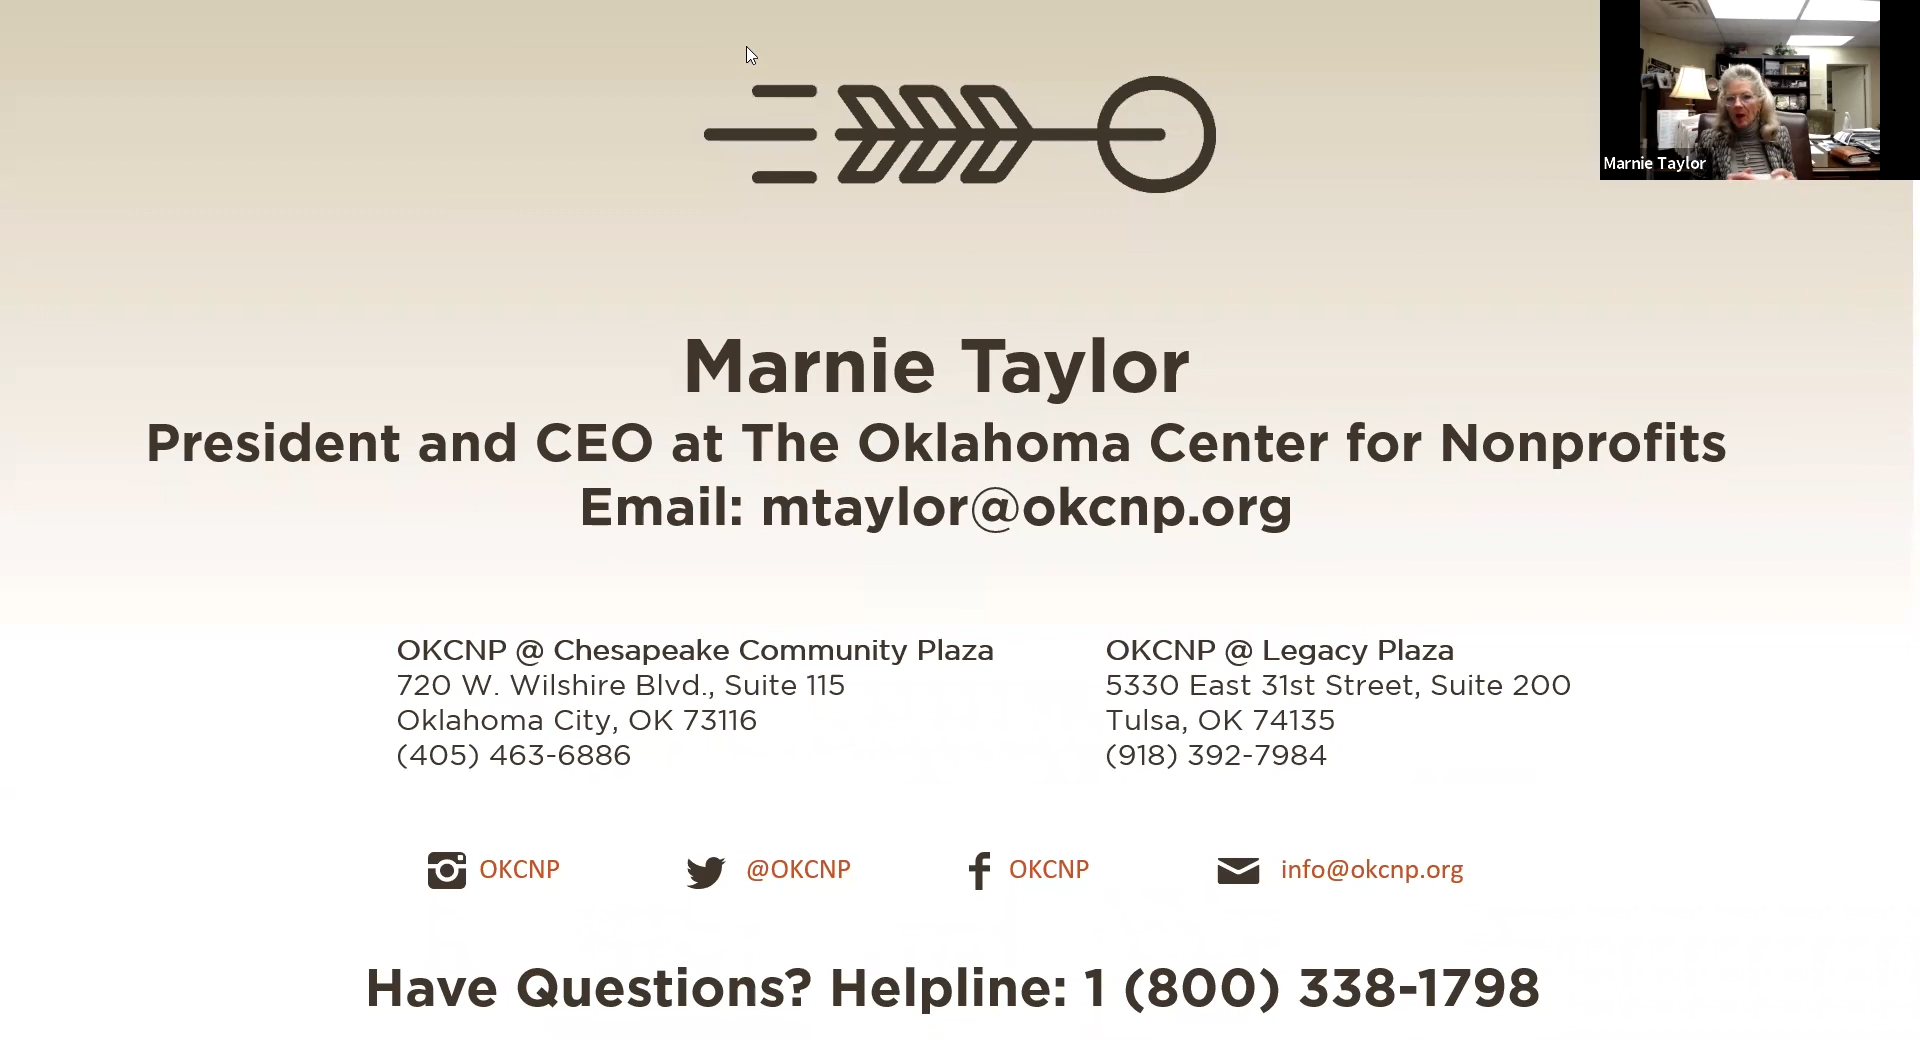 Marnie Taylor
Marnie Taylor
President and CEO at The Oklahoma Center for Nonprofits
Email: mtaylor@okcnp.org
OKCNP @ Chesapeake Community Plaza
720 W. Wilshire Blvd., Suite 115
Oklahoma City, OK 73116
(405) 463-6886
OKCNP @ Legacy Plaza
5330 East 31st Street, Suite 200
Tulsa, OK 74135
(918) 392-7984
OKCNP
@OKCNP
OKCNP
info@okcnp.org
Have Questions? Helpline: 1 (800) 338-1798